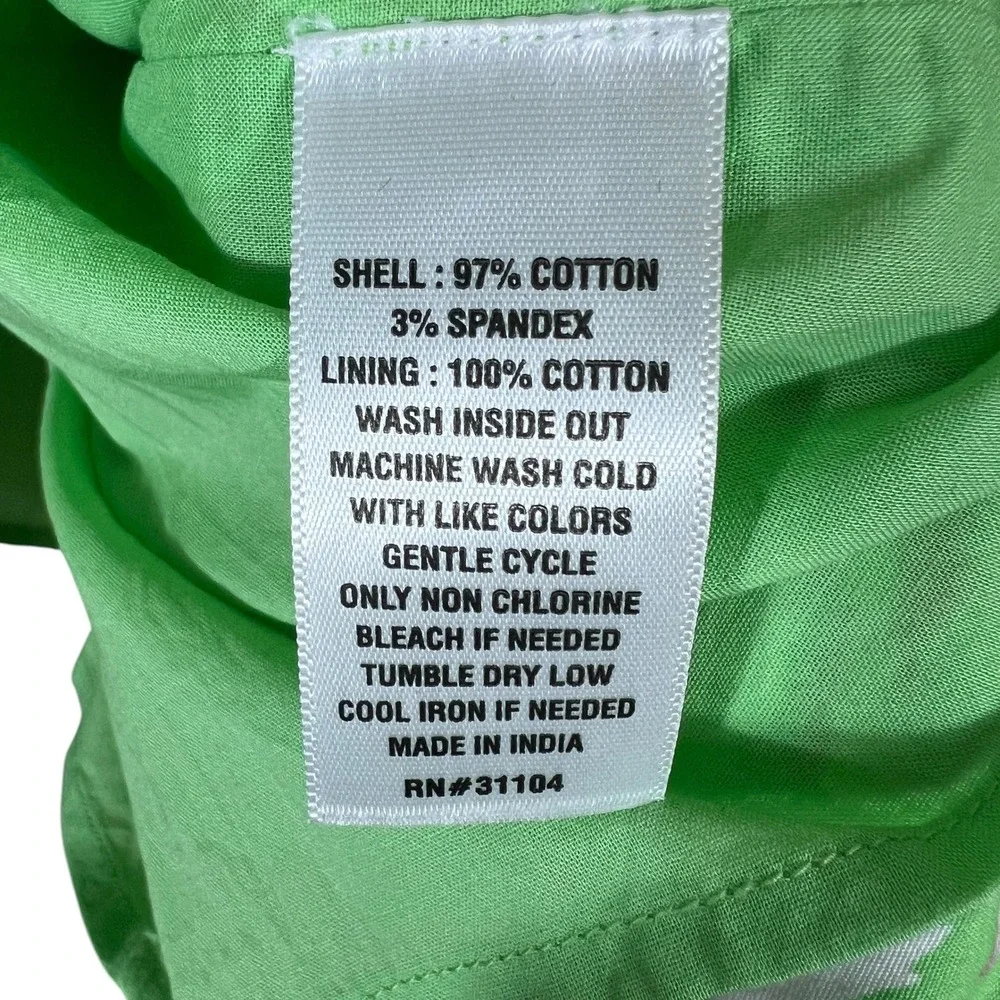 SHELL : 97% COTTON
3% SPANDEX
LINING : 100% COTTON
WASH INSIDE OUT
MACHINE WASH COLD
WITH LIKE COLORS
GENTLE CYCLE
ONLY NON CHLORINE
BLEACH IF NEEDED
TUMBLE DRY LOW
COOL IRON IF NEEDED
MADE IN INDIA
RN#31104